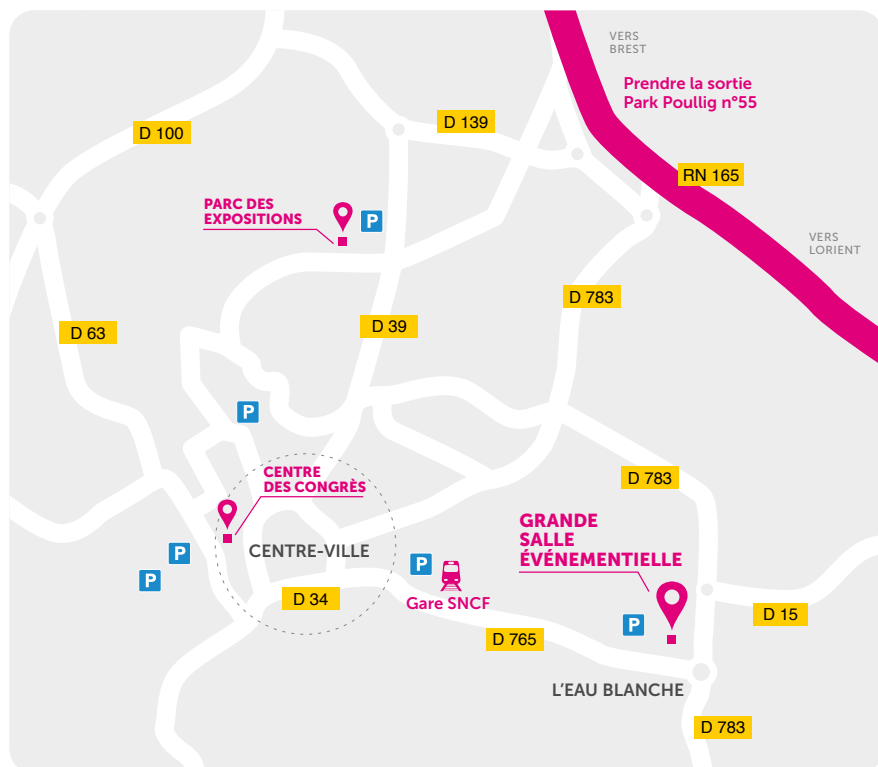 VERS
BREST
Prendre la sortie
Park Poullig n°55
D 100
D 139
RN 165
PARC DES
EXPOSITIONS
P
VERS
LORIENT
D 783
D 63
D 39
P
CENTRE
DES CONGRÈS
D 783
GRANDE
SALLE
ÉVÉNEMENTIELLE
CENTRE-VILLE
P
P
P
Gare SNCF
D 34
D 15
P
D 765
L'EAU BLANCHE
D 783